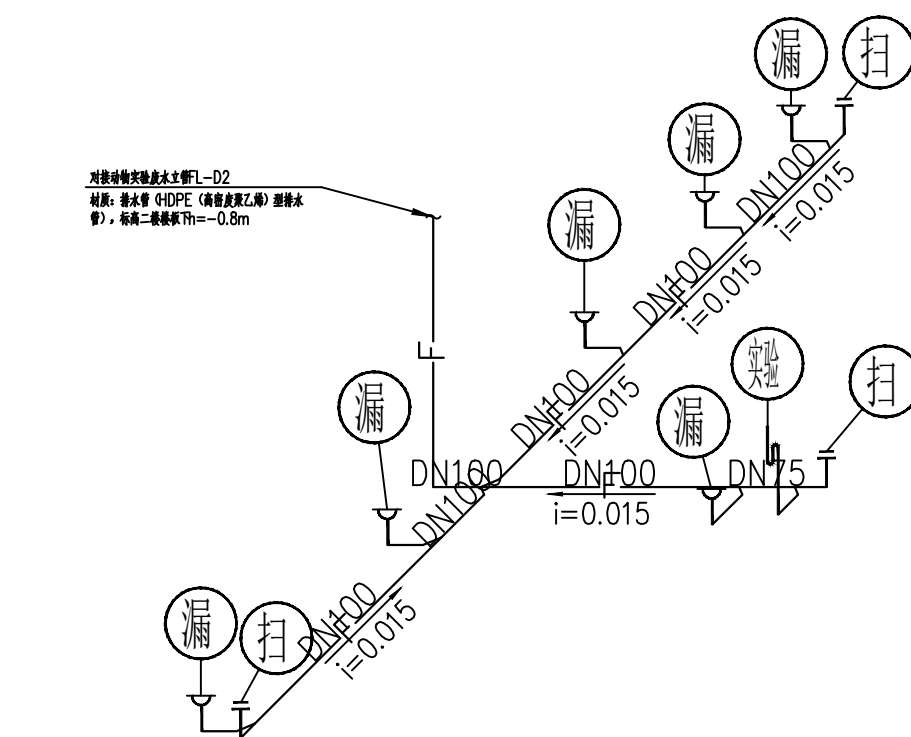 漏
扫
漏
DN100
i=0.015
对接动物实验废水立管FL-D2
材质：排水管（HDPE（高密度聚乙烯）型排水
管），标高二楼楼板下h=-0.8m
漏
DN100
F
i=0.015
F
实验
扫
漏
DN100
F
i=0.015
漏
DN100
DN100
F
DN75
i=0.015
DN100
漏
扫
DN100
F
i=0.015